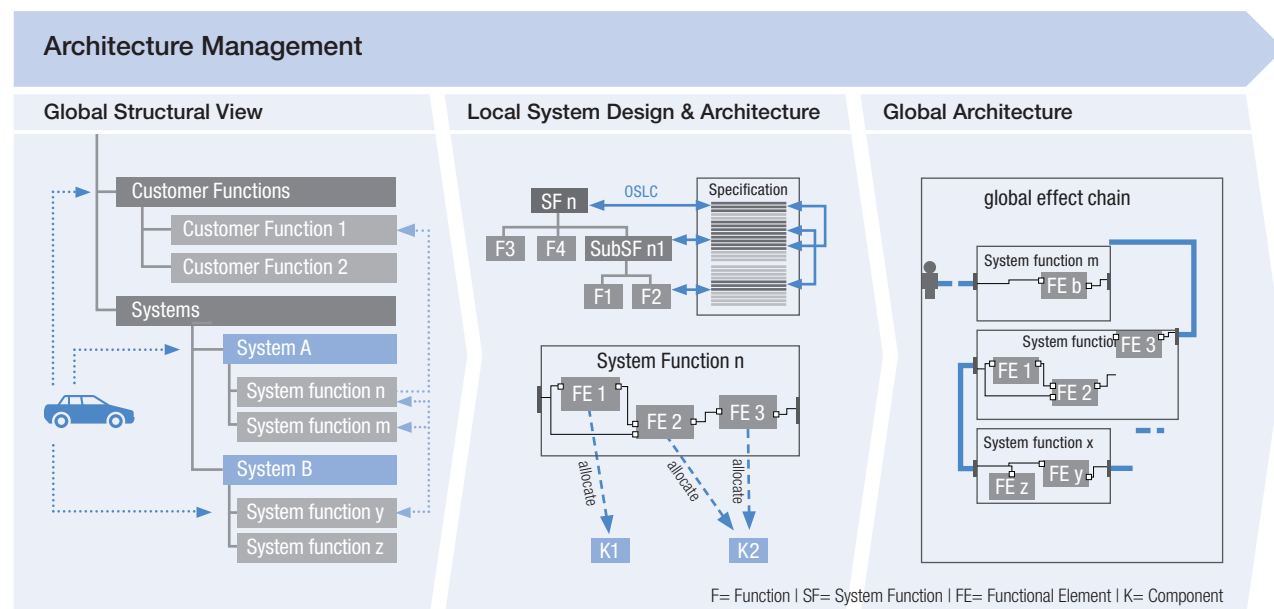 Architecture Management
Global Structural View
Customer Functions
Customer Function 1
Customer Function 2
Systems
System A
System function n
System function m
System B
System function y
System function z
Local System Design & Architecture
SF n
OSLC
Specification
F3
F4
SubSF n1
F1
F2
System Function n
FE 1
FE 2
FE 3
allocate
allocate
allocate
K1
K2
Global Architecture
global effect chain
System function m
FE b
System function
FE 3
FE 1
FE 2
System function x
FE z
FE y
F= Function I SF= System Function I FE= Functional Element I K= Component